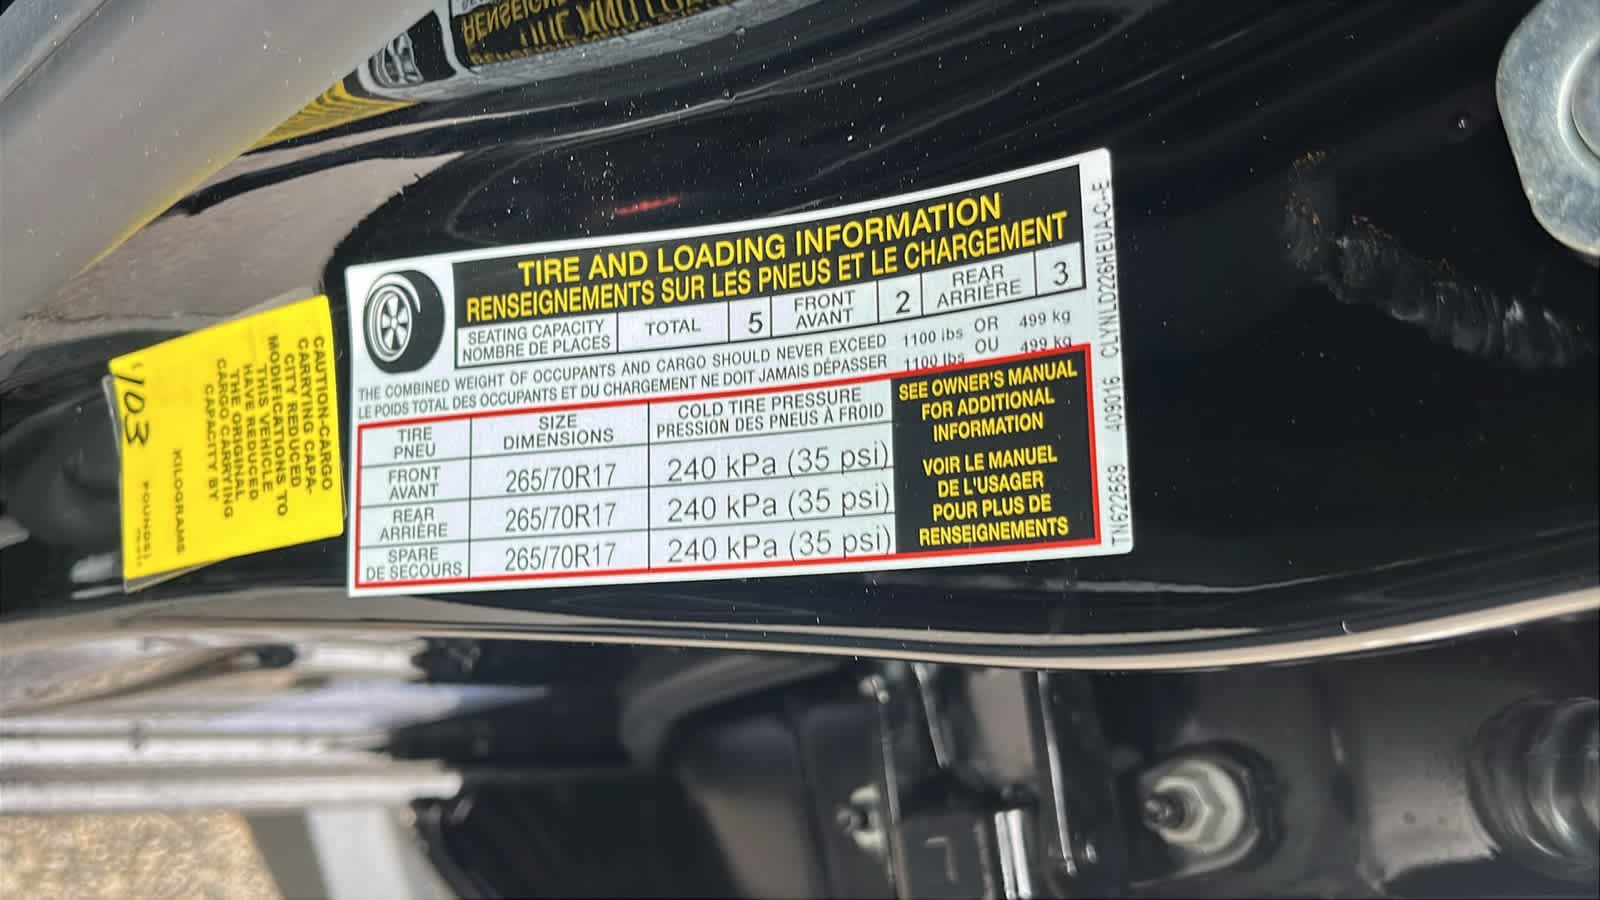 TIRE AND LOADING INFORMATION
RENSEIGNEMENTS SUR LES PNEUS ET LE CHARGEMENT
SEATING CAPACITY
NOMBRE DE PLACES
TOTAL 5
FRONT
AVANT
2
REAR
ARRIÈRE
3
THE COMBINED WEIGHT OF OCCUPANTS AND CARGO SHOULD NEVER EXCEED 1100 lbs OR 499 kg
LE POIDS TOTAL DES OCCUPANTS ET DU CHARGEMENT NE DOIT JAMAIS DÉPASSER 1100 lbs OU 499 kg
TIRE
PNEU
SIZE
DIMENSIONS
COLD TIRE PRESSURE
PRESSION DES PNEUS À FROID
FRONT
AVANT
265/70R17 240 kPa (35 psi)
REAR
ARRIÈRE
265/70R17 240 kPa (35 psi)
SPARE
DE SECOURS
265/70R17 240 kPa (35 psi)
SEE OWNER'S MANUAL
FOR ADDITIONAL
INFORMATION
VOIR LE MANUEL
DE L'USAGER
POUR PLUS DE
RENSEIGNEMENTS
TN622669 409016 CLYNLD226HEUA-C--E
CAUTION-CARGO
CARRYING CAPA-
CITY REDUCED
MODIFICATIONS TO
THIS VEHICLE
HAVE REDUCED
THE ORIGINAL
CARGO CARRYING
CAPACITY BY
KILOGRAMS
103 POUNDS